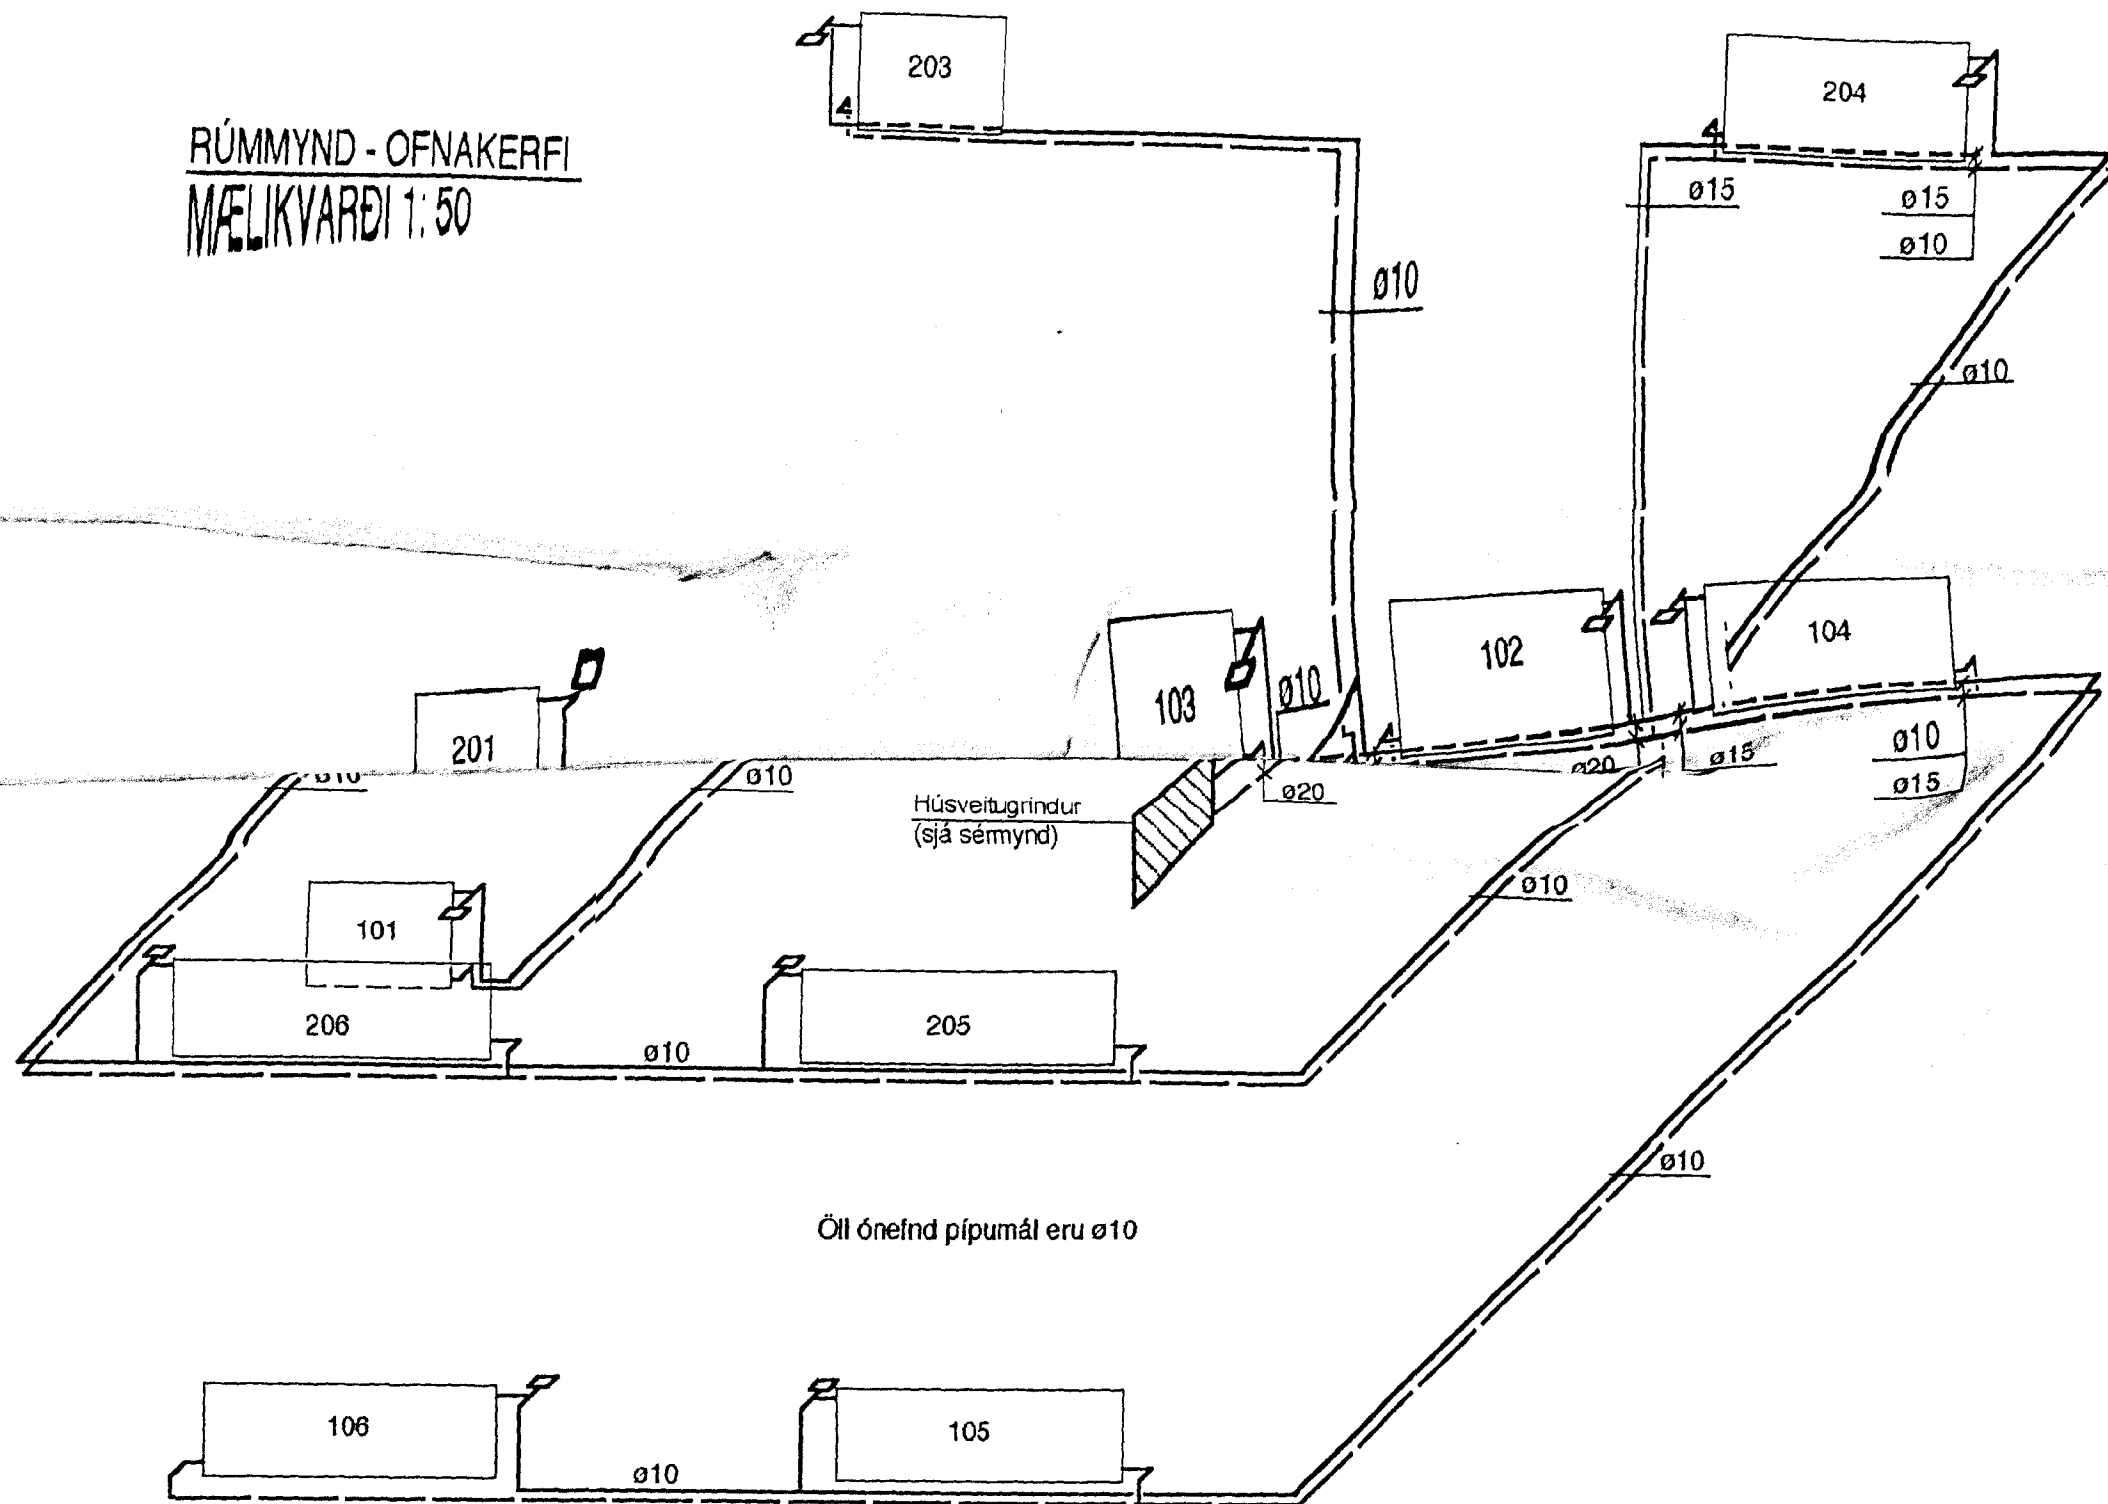 203
204
RÚMMYND - OFNAKERFI
MÆLIKVARÐI 1: 50
ø15
ø15
ø10
ø10
ø10
102
104
103
ø10
201
ø10
ø10
ø20
ø20
ø15
ø10
ø15
Húsveitugrindur
(sjá sérmynd)
ø10
101
206
205
ø10
ø10
Öll ónefnd pípumál eru ø10
106
105
ø10